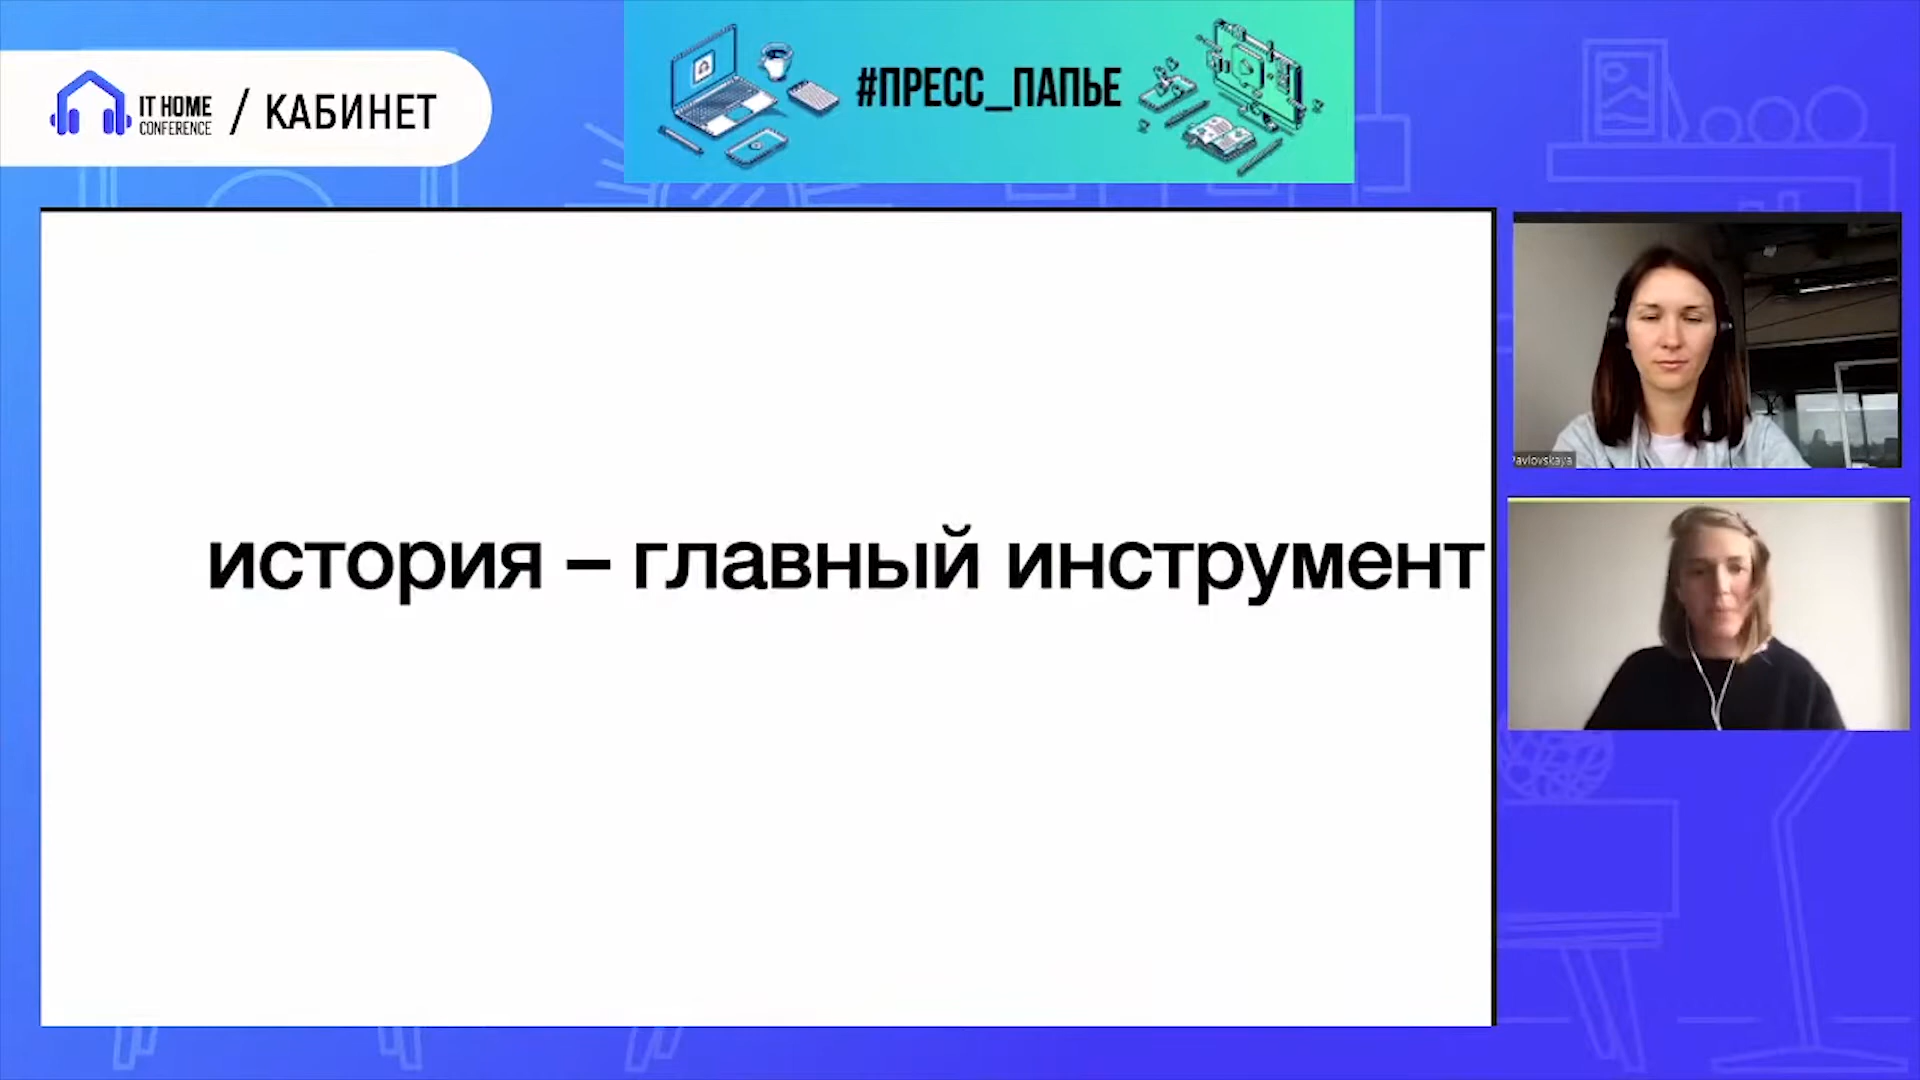 IT HOME
CONFERENCE
/ КАБИНЕТ
#ПРЕСС_ПАПЬЕ
история – главный инструмент
Pavlovskaya